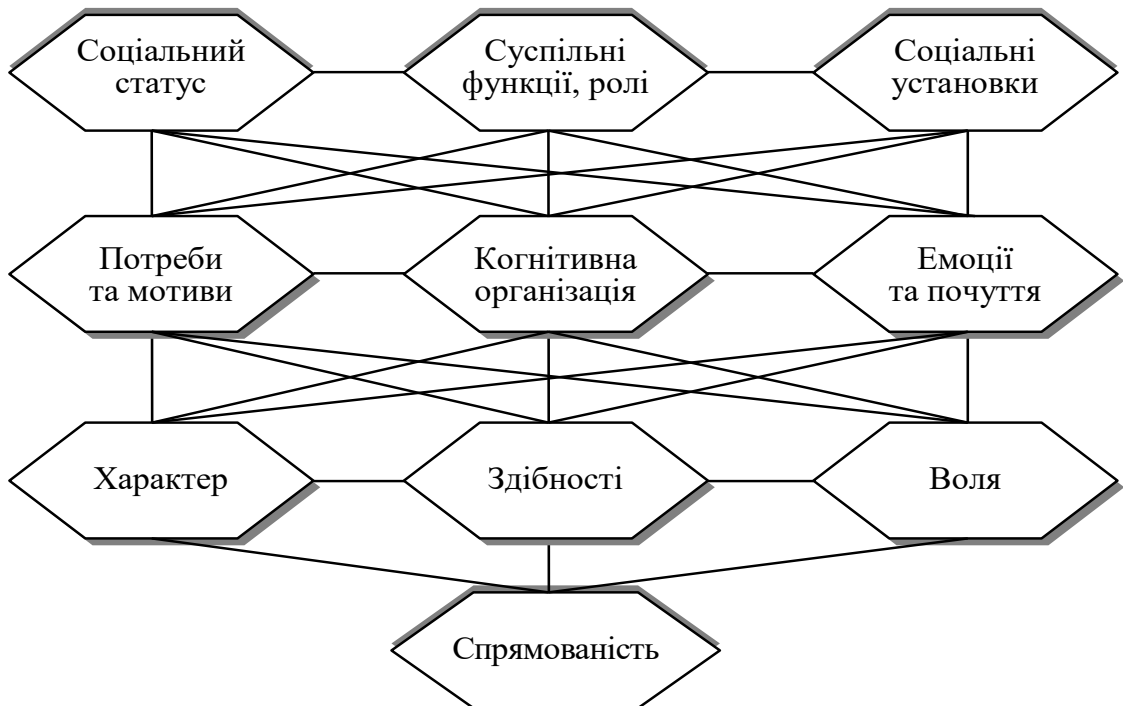 Соціальний
статус
Суспільні
функції, ролі
Соціальні
установки
Потреби
та мотиви
Когнітивна
організація
Емоції
та почуття
Характер
Здібності
Воля
Спрямованість